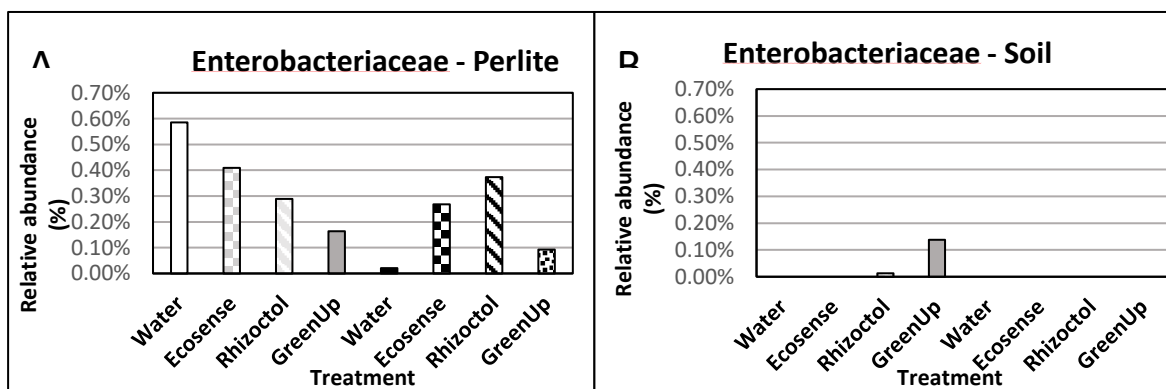 A
Enterobacteriaceae - Perlite
Relative abundance
(%)
0.70%
0.60%
0.50%
0.40%
0.30%
0.20%
0.10%
0.00%
Water
Ecosense
Rhizoctol
GreenUp
Water
Ecosense
Rhizoctol
GreenUp
Treatment
B
Enterobacteriaceae - Soil
Relative abundance
(%)
0.70%
0.60%
0.50%
0.40%
0.30%
0.20%
0.10%
0.00%
Water
Ecosense
Rhizoctol
GreenUp
Water
Ecosense
Rhizoctol
GreenUp
Treatment